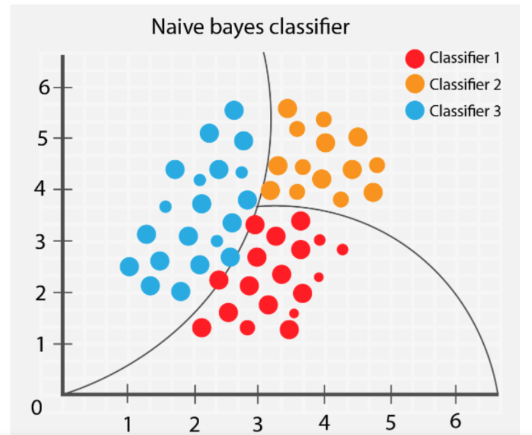 Naive bayes classifier
Classifier 1
Classifier 2
Classifier 3
6
5
4
3
2
1
0
1 2 3 4 5 6